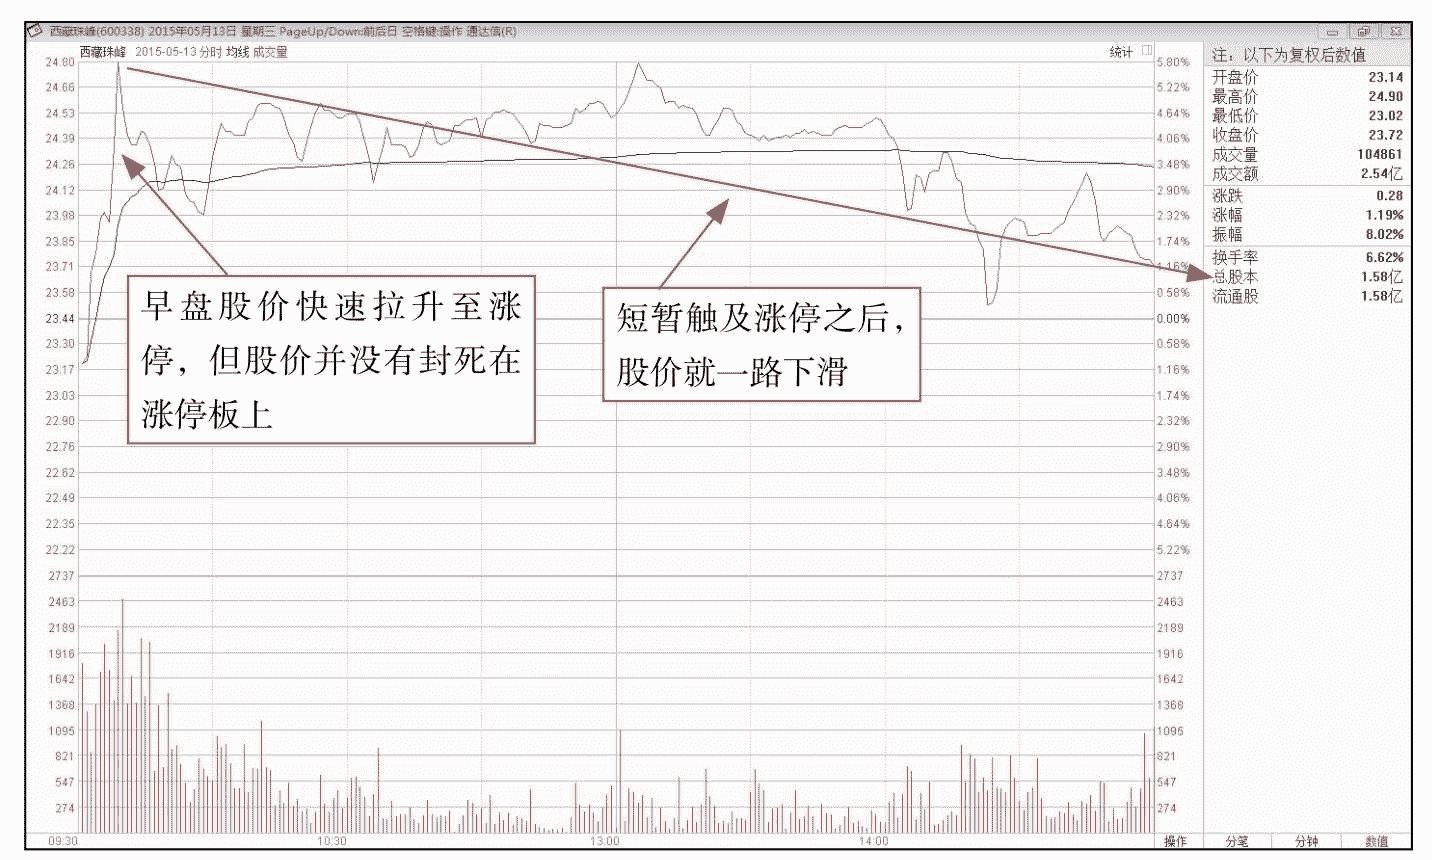 西藏珠峰(600338) 2015年05月13日 星期三 PageUp/Down:前后日 空格键:操作 通达信(R)
西藏珠峰 2015-05-13 分时 均线 成交量
统计
24.80
24.66
24.53
24.39
24.26
24.12
23.98
23.85
23.71
23.58
23.44
23.30
23.17
23.03
22.90
22.76
22.62
22.49
22.35
22.22
2737
2463
2189
1916
1642
1368
1095
821
547
274
早盘股价快速拉升至涨
停，但股价并没有封死在
涨停板上
短暂触及涨停之后，
股价就一路下滑
5.80%
5.22%
4.64%
4.06%
3.48%
2.90%
2.32%
1.74%
1.16%
0.58%
0.00%
0.58%
1.16%
1.74%
2.32%
2.90%
3.48%
4.06%
4.64%
5.22%
2737
2463
2189
1916
1642
1368
1095
821
547
274
注：以下为复权后数值
开盘价 23.14
最高价 24.90
最低价 23.02
收盘价 23.72
成交量 104861
成交额 2.54亿
涨跌 0.28
涨幅 1.19%
振幅 8.02%
换手率 6.62%
总股本 1.58亿
流通股 1.58亿
09:30 10:30 13:00 14:00 操作 分笔 分钟 数值